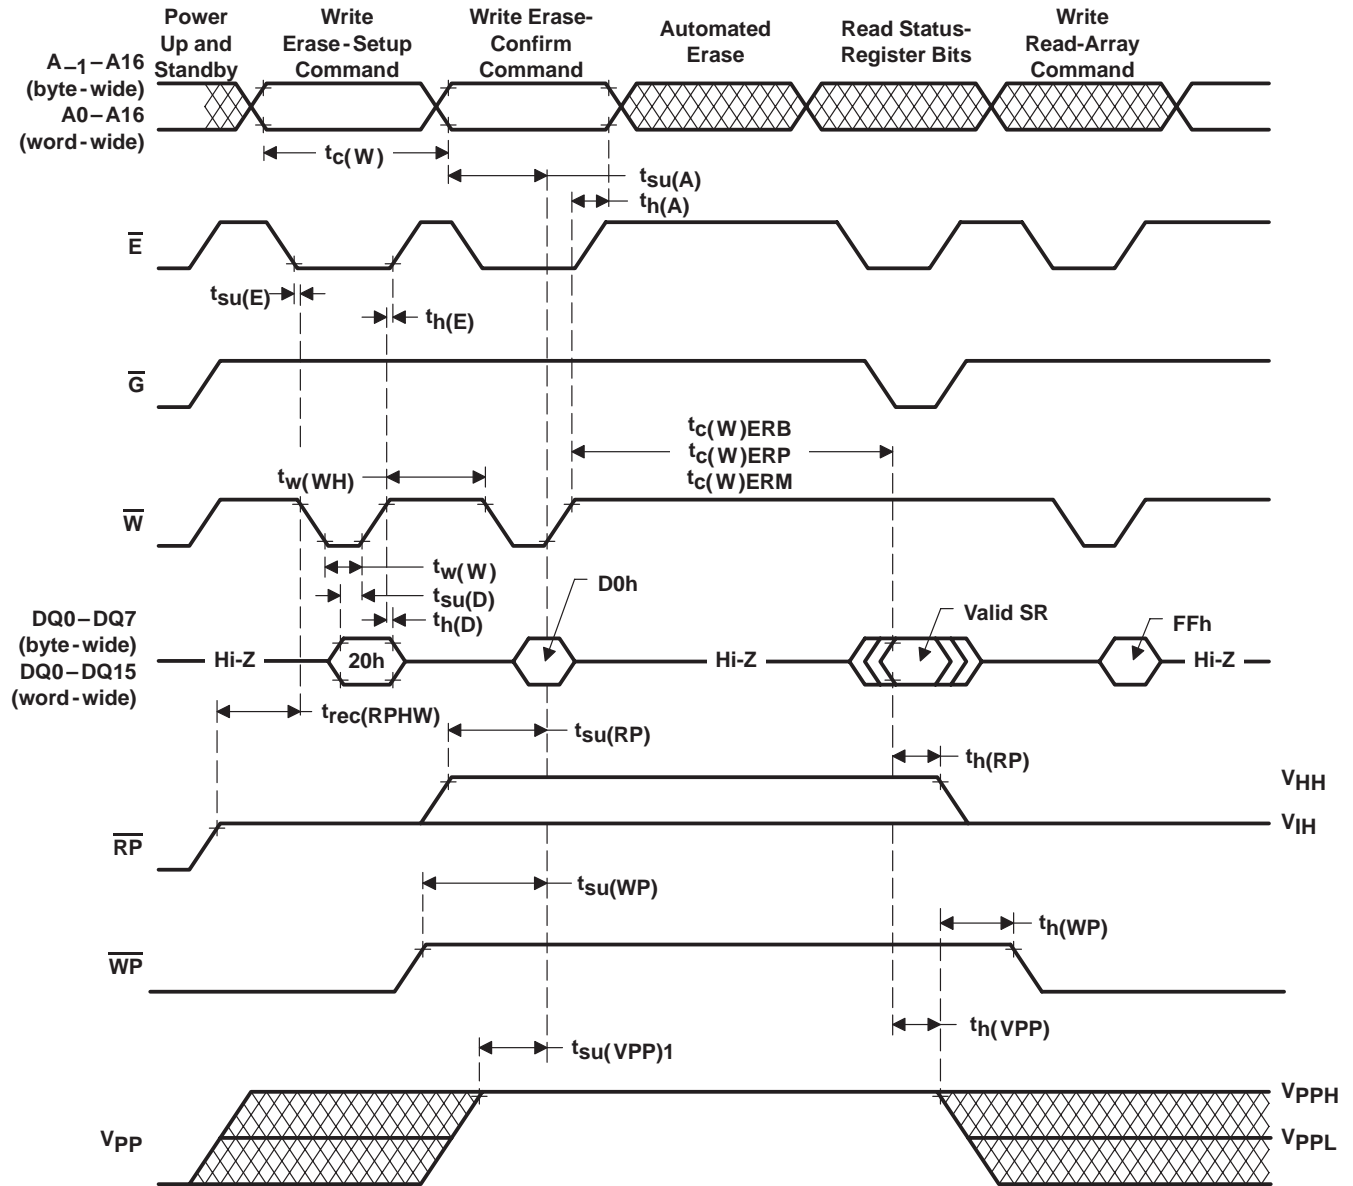 Power
Up and
Standby
Write
Erase-Setup
Command
Write Erase-
Confirm
Command
Automated
Erase
Read Status-
Register Bits
Write
Read-Array
Command
A–1–A16
(byte-wide)
A0–A16
(word-wide)
tc(W)
tsu(A)
th(A)
E
tsu(E)
th(E)
G
tc(W)ERB
tc(W)ERP
tc(W)ERM
tw(WH)
W
tw(W)
tsu(D)
th(D)
D0h
Valid SR
FFh
DQ0–DQ7
(byte-wide)
DQ0–DQ15
(word-wide)
Hi-Z
20h
Hi-Z
Hi-Z
trec(RPHW)
tsu(RP)
th(RP)
VHH
VIH
RP
tsu(WP)
th(WP)
WP
th(VPP)
tsu(VPP)1
VPPH
VPP
VPPL